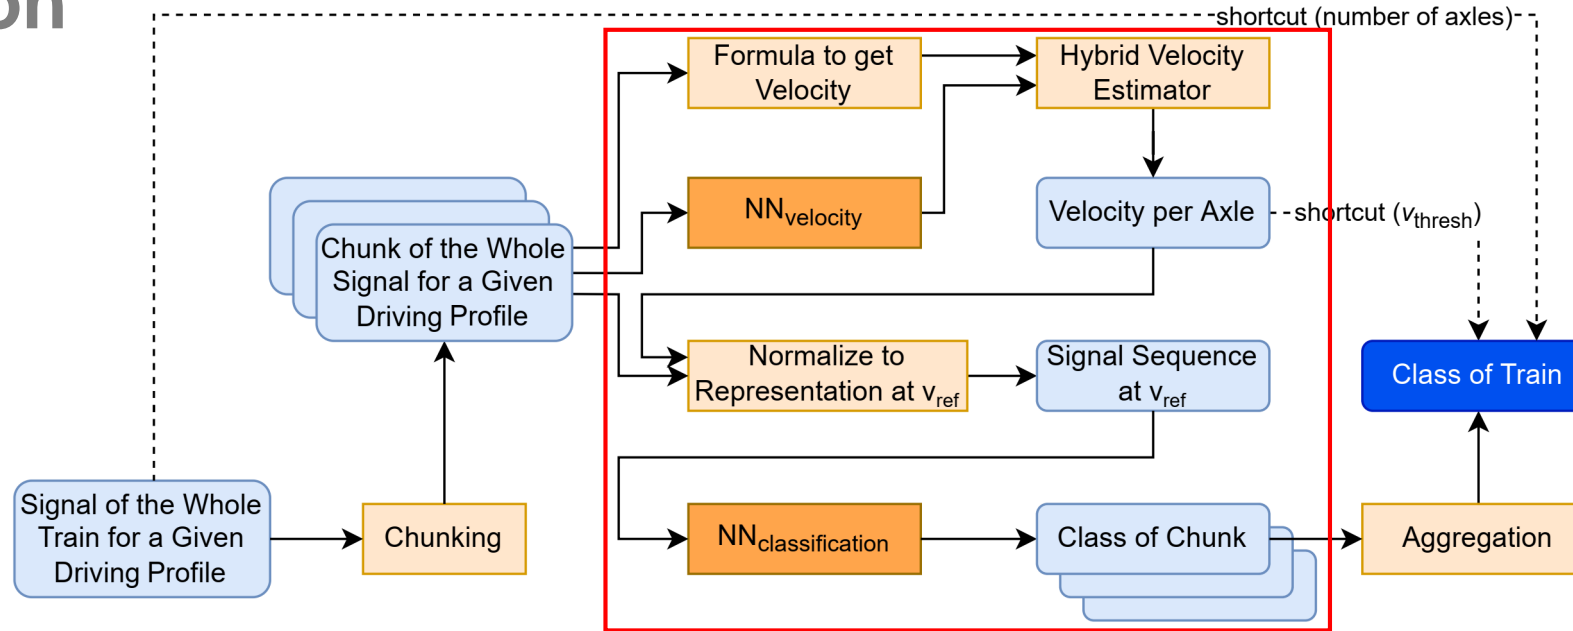 on
shortcut (number of axles)
Formula to get
Velocity
Hybrid Velocity
Estimator
NNvelocity
Velocity per Axle
shortcut (vthresh)
Chunk of the Whole
Signal for a Given
Driving Profile
Normalize to
Representation at vref
Signal Sequence
at vref
Class of Train
Signal of the Whole
Train for a Given
Driving Profile
Chunking
NNclassification
Class of Chunk
Aggregation